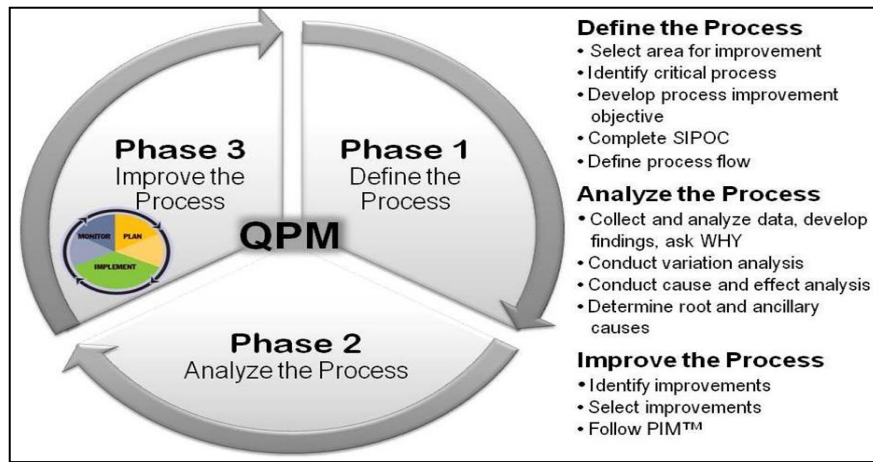 Phase 3
Improve the
Process
MONITOR
PLAN
IMPLEMENT
Phase 1
Define the
Process
QPM
Phase 2
Analyze the Process
Define the Process
• Select area for improvement
• Identify critical process
• Develop process improvement
objective
• Complete SIPOC
• Define process flow
Analyze the Process
• Collect and analyze data, develop
findings, ask WHY
• Conduct variation analysis
• Conduct cause and effect analysis
• Determine root and ancillary
causes
Improve the Process
• Identify improvements
• Select improvements
• Follow PIM™